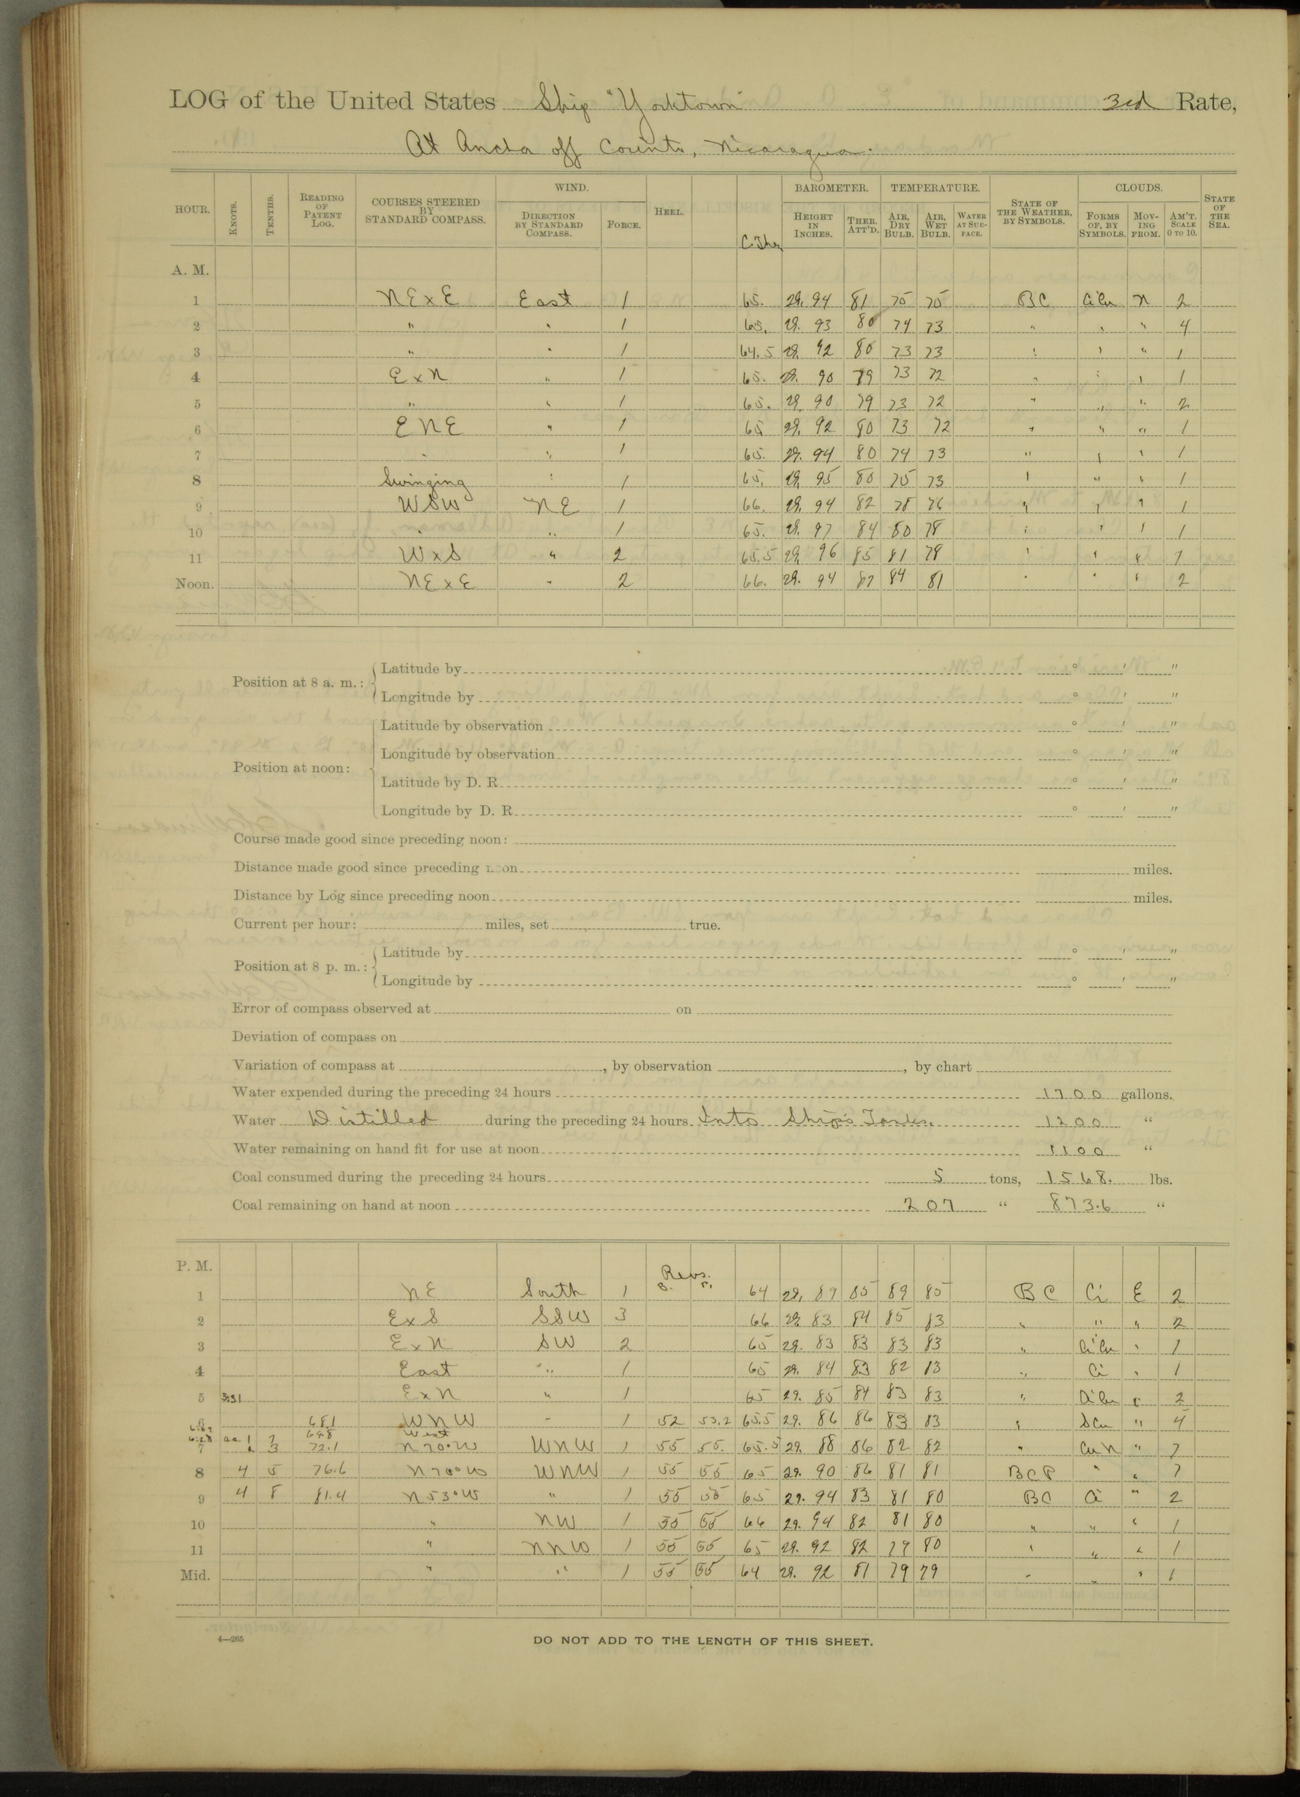 LOG of the United States Ship "Yorktown" 3rd Rate,
At Anchor off Corinto, Nicaragua.
HOUR. KNOTS. TENTHS. READING OF PATENT LOG. COURSES STEERED BY STANDARD COMPASS. WIND. DIRECTION BY STANDARD COMPASS. FORCE. HEEL. BAROMETER. HEIGHT IN INCHES. THER. ATT'D. TEMPERATURE. AIR, DRY BULB. AIR, WET BULB. WATER AT SURFACE. STATE OF THE WEATHER, BY SYMBOLS. CLOUDS. FORMS OF, BY SYMBOLS. MOVING FROM. AM'T. SCALE 0 TO 10. STATE OF THE SEA.
A. M.
1 NExE East 1 65. 29.94 81 75 75 BC CiCu N 2
2 " " 1 65. 29.93 80 74 73 " " " 4
3 " " 1 64.5 29.92 80 73 73 " " " 1
4 ExN " 1 65. 29.90 79 73 72 " " " 1
5 " " 1 65. 29.90 79 73 72 " " " 2
6 ENE " 1 65 29.92 80 73 72 " " " 1
7 " " 1 65. 29.94 80 74 73 " " " 1
8 Swinging " 1 65. 29.95 80 75 73 " " " 1
9 WSW NE 1 66. 29.94 82 78 76 " " " 1
10 " " 1 65. 29.97 84 80 78 " " " 1
11 WxS " 2 65.5 29.96 85 81 78 " " " 1
Noon. NExE " 2 66. 29.94 87 84 81 " " " 2
Position at 8 a. m.: Latitude by ° ' "
Longitude by ° ' "
Position at noon: Latitude by observation ° ' "
Longitude by observation ° ' "
Latitude by D. R. ° ' "
Longitude by D. R. ° ' "
Course made good since preceding noon:
Distance made good since preceding noon miles.
Distance by Log since preceding noon miles.
Current per hour: miles, set true.
Position at 8 p. m.: Latitude by ° ' "
Longitude by ° ' "
Error of compass observed at on
Deviation of compass on
Variation of compass at , by observation , by chart
Water expended during the preceding 24 hours 1700 gallons.
Water Distilled during the preceding 24 hours Into Ship's Tanks. 1200 "
Water remaining on hand fit for use at noon 1100 "
Coal consumed during the preceding 24 hours 5 tons, 1568. lbs.
Coal remaining on hand at noon 207 " 873.6 "
P. M.
Revs. S. P.
1 NE South 1 64 29.87 85 89 85 BC Ci E 2
2 ExS SSW 3 66 29.83 84 85 83 " " " 2
3 ExN SW 2 65 29.83 83 83 83 " CiCu " 1
4 East " 1 65 29.84 83 82 83 " Ci " 1
5 ExN " 1 65 29.85 84 83 83 " CiCu " 2
6 68.1 WNW " 1 52 53.2 65.5 29.86 86 83 83 " SCu " 4
West
7 3 72.1 N70°W WNW 1 55 55. 65.5 29.88 86 82 82 " CuN " 7
8 4 5 76.6 N70°W WNW 1 55 55 65 29.90 86 81 81 BCP " " 7
9 4 8 81.4 N53°W " 1 55 55 65 29.94 83 81 80 BC Ci " 2
10 " NW 1 55 55 66 29.94 82 81 80 " " " 1
11 " NNW 1 55 55 65 29.92 82 79 80 " " " 1
Mid. " " 1 55 55 64 29.92 81 79 79 " " " 1
4—265
DO NOT ADD TO THE LENGTH OF THIS SHEET.